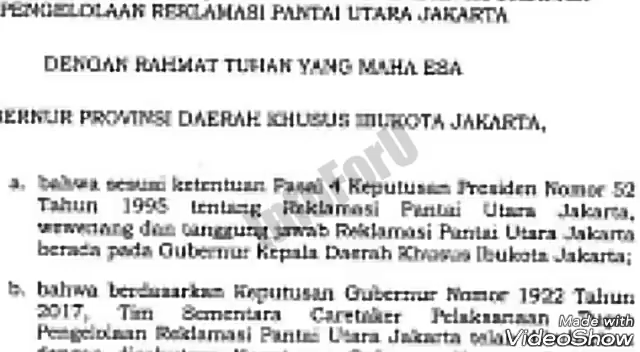 PENGELOLAAN REKLAMASI PANTAI UTARA JAKARTA
DENGAN RAHMAT TUHAN YANG MAHA ESA
BERNUR PROVINSI DAERAH KHUSUS IBUKOTA JAKARTA,
a. bahwa sesuai ketentuan Pasal 4 Keputusan Presiden Nomor 52
Tahun 1995 tentang Reklamasi Pantai Utara Jakarta,
wewenang dan tanggung jawab Reklamasi Pantai Utara Jakarta
berada pada Gubernur Kepala Daerah Khusus Ibukota Jakarta;
b. bahwa berdasarkan Keputusan Gubernur Nomor 1922 Tahun
2017, Tim Sementara Caretaker Pelaksanaan
Pengelolaan Reklamasi Pantai Utara Jakarta
InfoForU
Made with
VideoShow